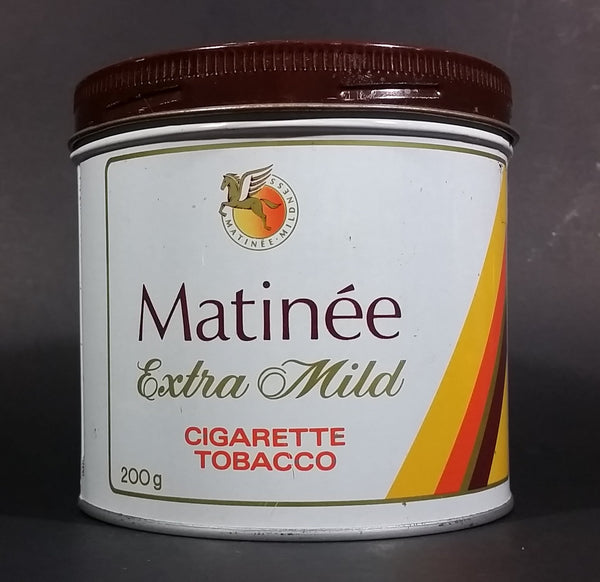 MATINÉE · MILDNESS
Matinée
Extra Mild
CIGARETTE
TOBACCO
200g